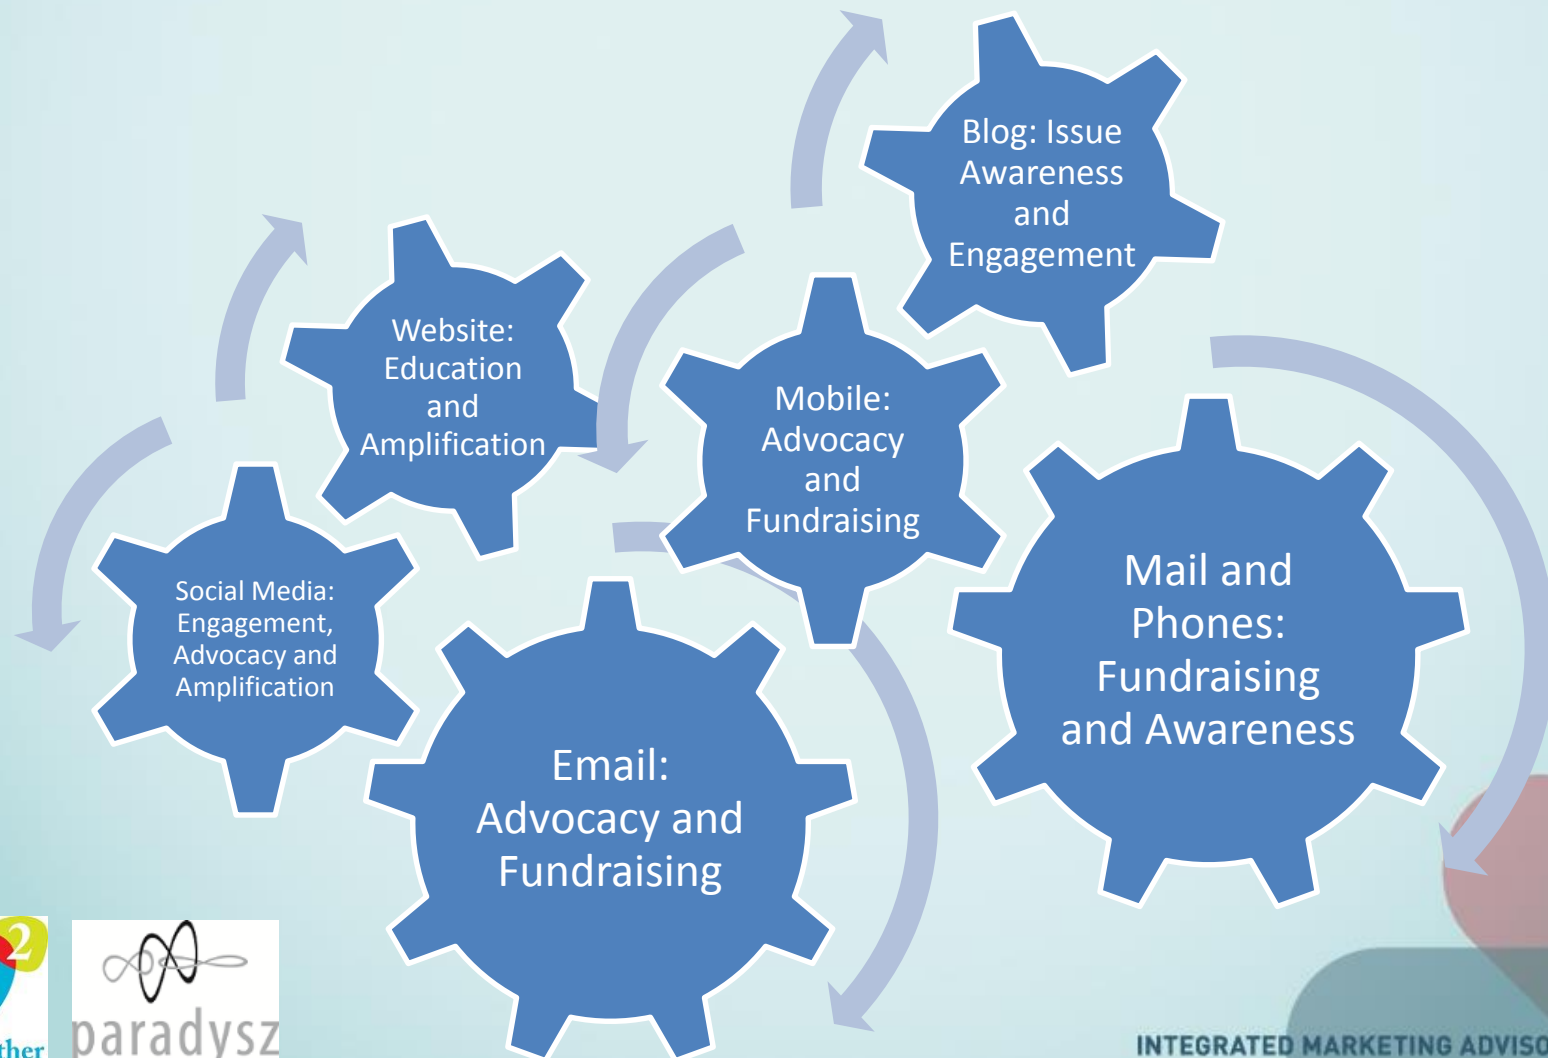 Blog: Issue
Awareness
and
Engagement
Website:
Education
and
Amplification
Mobile:
Advocacy
and
Fundraising
Mail and
Phones:
Fundraising
and Awareness
Social Media:
Engagement,
Advocacy and
Amplification
Email:
Advocacy and
Fundraising
2
paradysz
INTEGRATED MARKETING